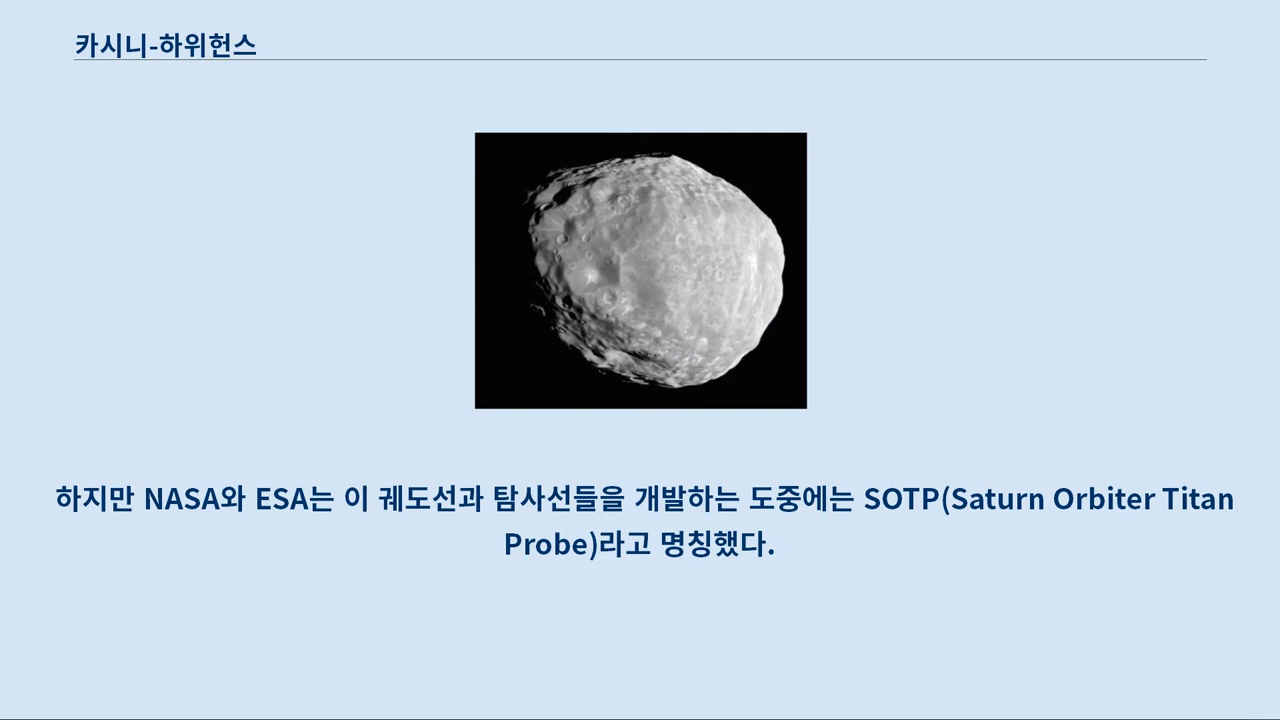 카시니-하위헌스
하지만 NASA와 ESA는 이 궤도선과 탐사선들을 개발하는 도중에는 SOTP(Saturn Orbiter Titan
Probe)라고 명칭했다.